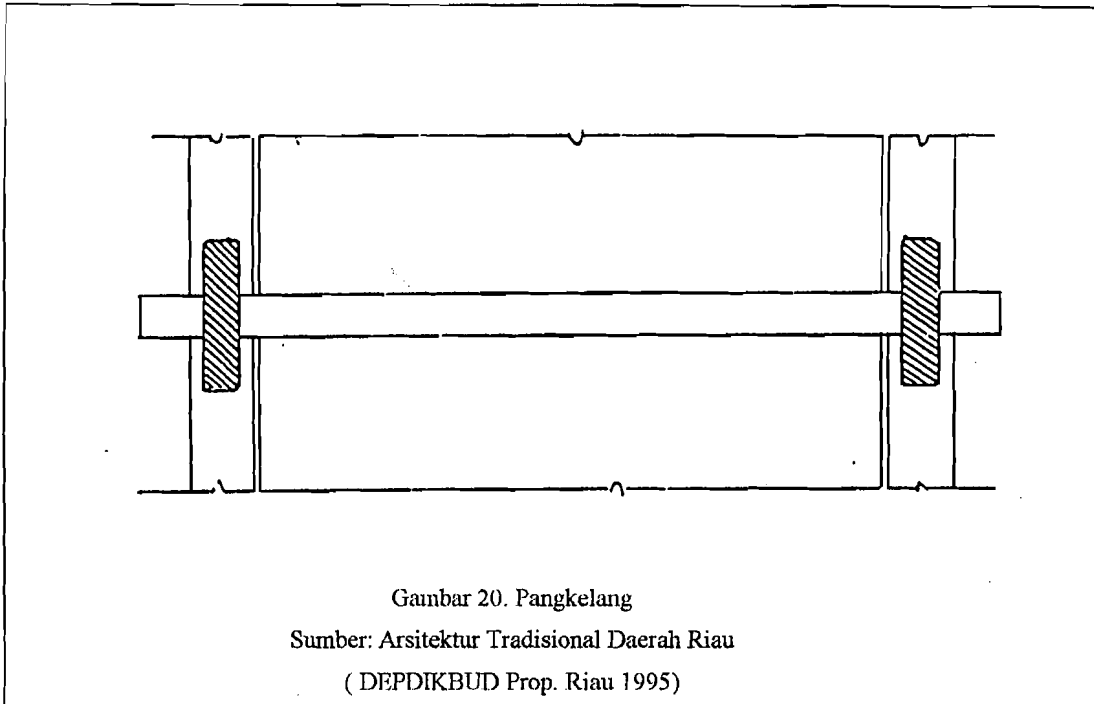 Gambar 20. Pangkelang
Sumber: Arsitektur Tradisional Daerah Riau
( DEPDIKBUD Prop. Riau 1995)